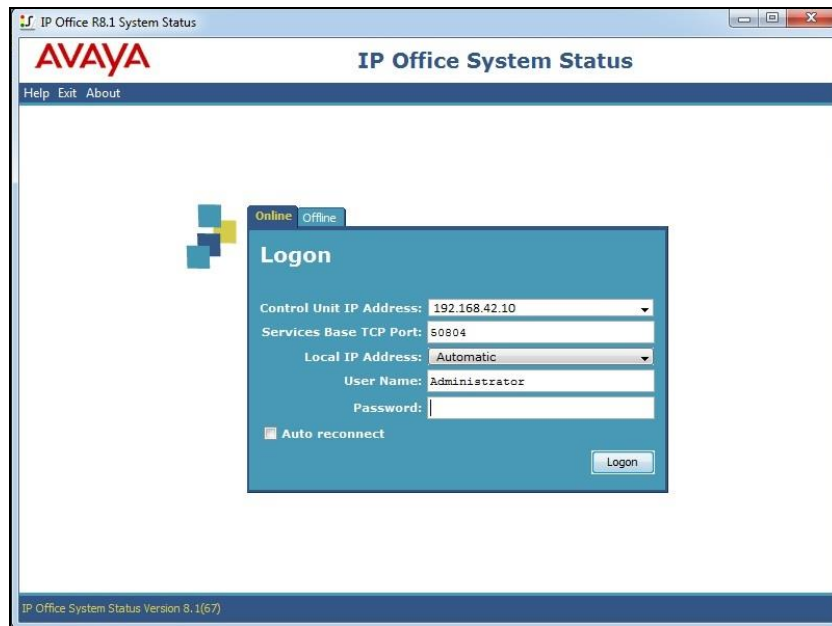 IP Office R8.1 System Status
AVAYA
IP Office System Status
Help Exit About
Online Offline
Logon
Control Unit IP Address: 192.168.42.10
Services Base TCP Port: 50804
Local IP Address: Automatic
User Name: Administrator
Password:
Auto reconnect
Logon
IP Office System Status Version 8.1(67)